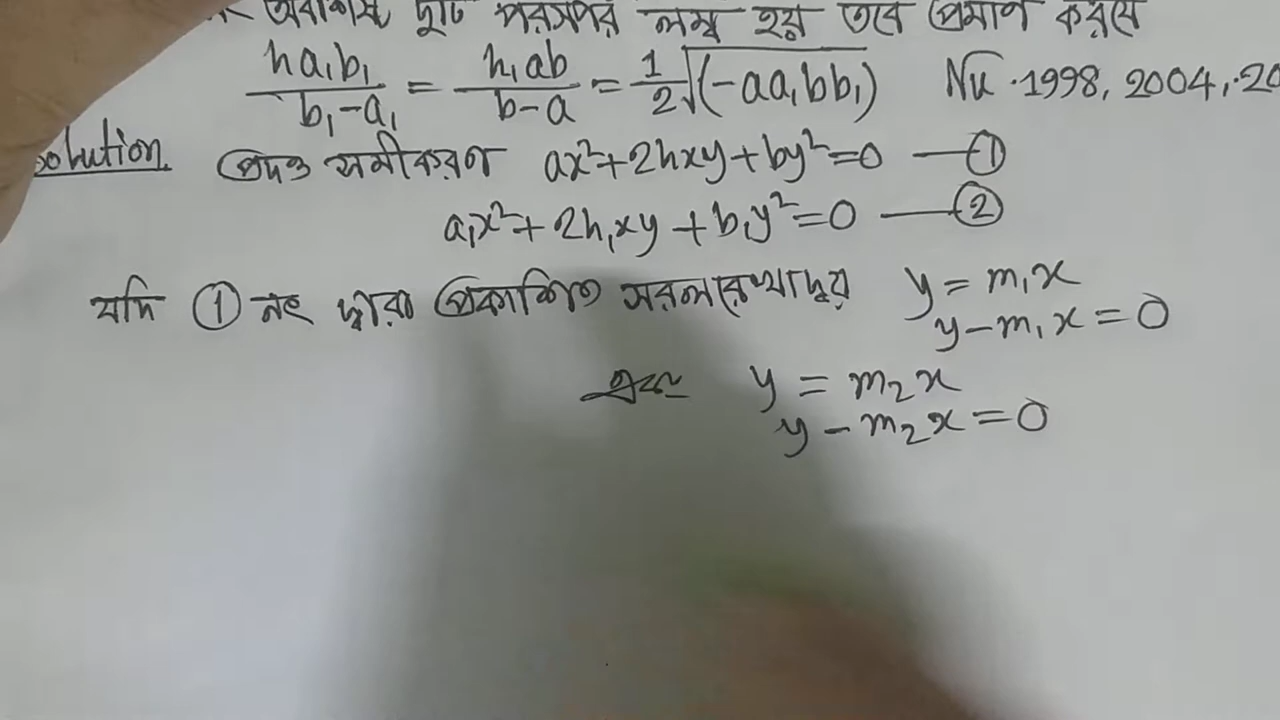 অবশিষ্ট দুটি পরস্পর লম্ব হয় তবে প্রমাণ করযে
ha₁b₁/b₁-a₁ = h₁ab/b-a = 1/2√(-aa₁bb₁) NU.1998, 2004, 20
solution. প্রদত্ত সমীকরণ ax²+2hxy+by²=0 —①
a₁x²+2h₁xy+b₁y²=0 —②
যদি ① নং দ্বারা প্রকাশিত সরলরেখাদ্বয় y=m₁x
y-m₁x=0
এবং y=m₂x
y-m₂x=0